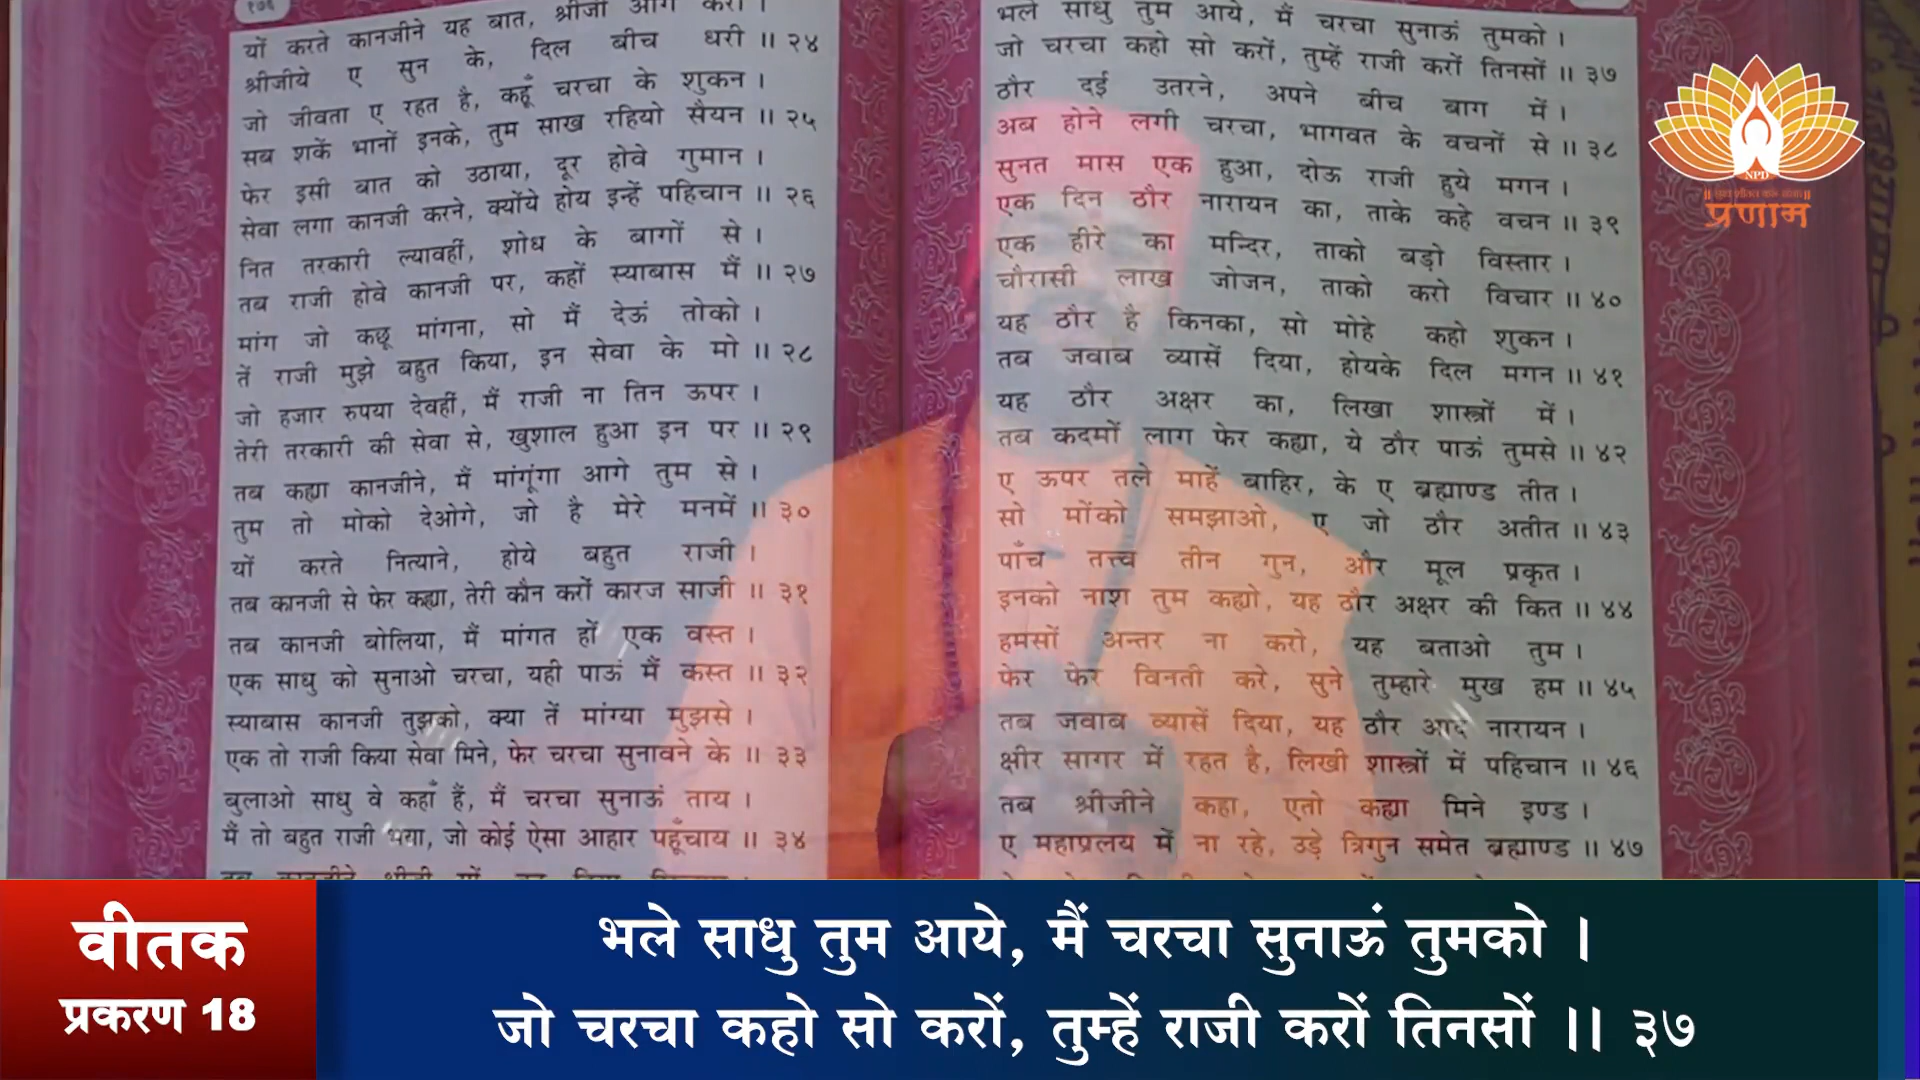 १७६
यों करते कानजीने यह बात, श्रीजी आगे करी ।
श्रीजीये ए सुन के, दिल बीच धरी ॥ २४
जो जीवता ए रहत है, कहूँ चरचा के शुकन ।
सब शकें भानों इनके, तुम साख रहियो सैयन ॥ २५
फेर इसी बात को उठाया, दूर होवे गुमान ।
सेवा लगा कानजी करने, क्योंये होय इन्हें पहिचान ॥ २६
नित तरकारी ल्यावहीं, शोध के बागों से ।
तब राजी होवे कानजी पर, कहों स्याबास मैं ॥ २७
मांग जो कछू मांगना, सो मैं देऊं तोको ।
तें राजी मुझे बहुत किया, इन सेवा के मो ॥ २८
जो हजार रुपया देवहीं, मैं राजी ना तिन ऊपर ।
तेरी तरकारी की सेवा से, खुशाल हुआ इन पर ॥ २९
तब कह्या कानजीने, मैं मांगूंगा आगे तुम से ।
तुम तो मोको देओगे, जो है मेरे मनमें ॥ ३०
यों करते नित्याने, होये बहुत राजी ।
तब कानजी से फेर कह्या, तेरी कौन करों कारज साजी ॥ ३१
तब कानजी बोलिया, मैं मांगत हों एक वस्त ।
एक साधु को सुनाओ चरचा, यही पाऊं मैं कस्त ॥ ३२
स्याबास कानजी तुझको, क्या तें मांग्या मुझसे ।
एक तो राजी किया सेवा मिने, फेर चरचा सुनावने के ॥ ३३
बुलाओ साधु वे कहाँ हैं, मैं चरचा सुनाऊं ताय ।
मैं तो बहुत राजी भया, जो कोई ऐसा आहार पहूँचाय ॥ ३४
भले साधु तुम आये, मैं चरचा सुनाऊं तुमको ।
जो चरचा कहो सो करों, तुम्हें राजी करों तिनसों ॥ ३७
ठौर दई उतरने, अपने बीच बाग में ।
अब होने लगी चरचा, भागवत के वचनों से ॥ ३८
सुनत मास एक हुआ, दोऊ राजी हुये मगन ।
एक दिन ठौर नारायन का, ताके कहे वचन ॥ ३९
एक हीरे का मन्दिर, ताको बड़ो विस्तार ।
चौरासी लाख जोजन, ताको करो विचार ॥ ४०
यह ठौर है किनका, सो मोहे कहो शुकन ।
तब जवाब व्यासें दिया, होयके दिल मगन ॥ ४१
यह ठौर अक्षर का, लिखा शास्त्रों में ।
तब कदमों लाग फेर कह्या, ये ठौर पाऊं तुमसे ॥ ४२
ए ऊपर तले माहें बाहिर, के ए ब्रह्माण्ड तीत ।
सो मोंको समझाओ, ए जो ठौर अतीत ॥ ४३
पाँच तत्त्व तीन गुन, और मूल प्रकृत ।
इनको नाश तुम कह्यो, यह ठौर अक्षर की कित ॥ ४४
हमसों अन्तर ना करो, यह बताओ तुम ।
फेर फेर विनती करे, सुने तुम्हारे मुख हम ॥ ४५
तब जवाब व्यासें दिया, यह ठौर आद नारायन ।
क्षीर सागर में रहत है, लिखी शास्त्रों में पहिचान ॥ ४६
तब श्रीजीने कहा, एतो कह्या मिने इण्ड ।
ए महाप्रलय में ना रहे, उड़े त्रिगुन समेत ब्रह्माण्ड ॥ ४७
NPD
प्रणाम
वीतक
प्रकरण 18
भले साधु तुम आये, मैं चरचा सुनाऊं तुमको ।
जो चरचा कहो सो करों, तुम्हें राजी करों तिनसों ।। ३७